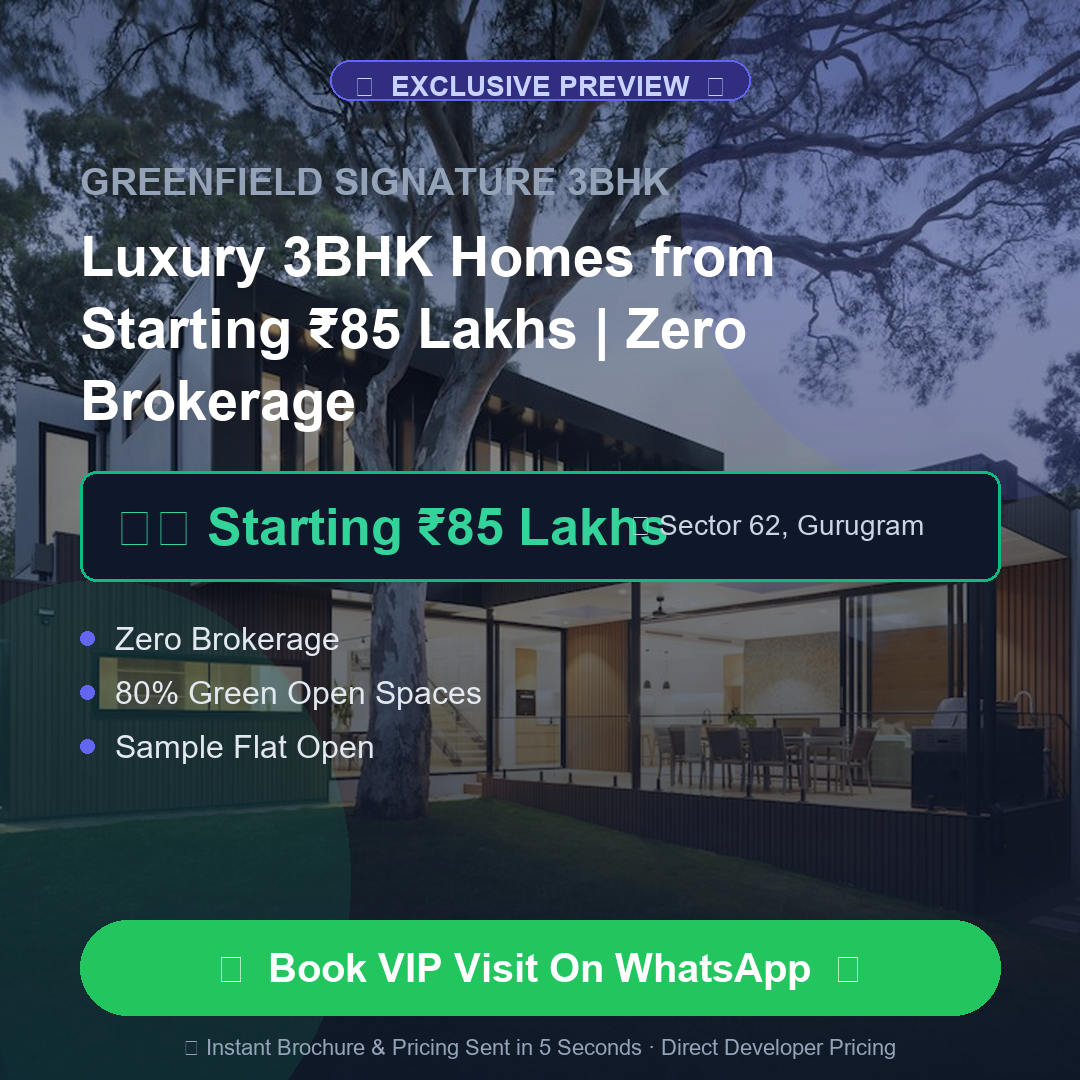 EXCLUSIVE PREVIEW
GREENFIELD SIGNATURE 3BHK
Luxury 3BHK Homes from
Starting ₹85 Lakhs | Zero
Brokerage
Starting ₹85 Lakhs
Sector 62, Gurugram
Zero Brokerage
80% Green Open Spaces
Sample Flat Open
Book VIP Visit On WhatsApp
Instant Brochure & Pricing Sent in 5 Seconds · Direct Developer Pricing